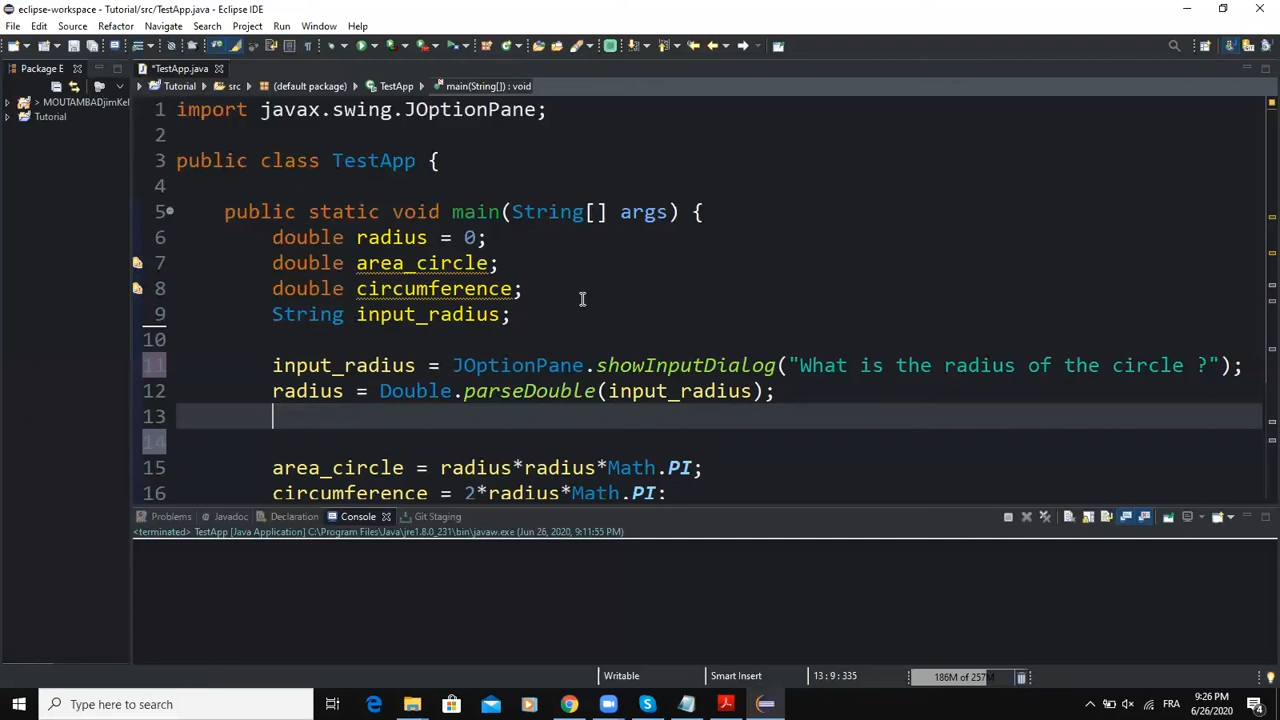 eclipse-workspace - Tutorial/src/TestApp.java - Eclipse IDE
File Edit Source Refactor Navigate Search Project Run Window Help
Package E
*TestApp.java
Tutorial src (default package) TestApp main(String[]) : void
> MOUTAMBADjimKel
Tutorial
1 import javax.swing.JOptionPane;
2
3 public class TestApp {
4
5 public static void main(String[] args) {
6 double radius = 0;
7 double area_circle;
8 double circumference;
9 String input_radius;
10
11 input_radius = JOptionPane.showInputDialog("What is the radius of the circle ?");
12 radius = Double.parseDouble(input_radius);
13
14
15 area_circle = radius*radius*Math.PI;
16 circumference = 2*radius*Math.PI;
Problems Javadoc Declaration Console Git Staging
<terminated> TestApp [Java Application] C:\Program Files\Java\jre1.8.0_231\bin\javaw.exe (Jun 26, 2020, 9:11:55 PM)
Writable Smart Insert 13 : 9 : 335 186M of 257M
Type here to search
FRA
9:26 PM
6/26/2020
4